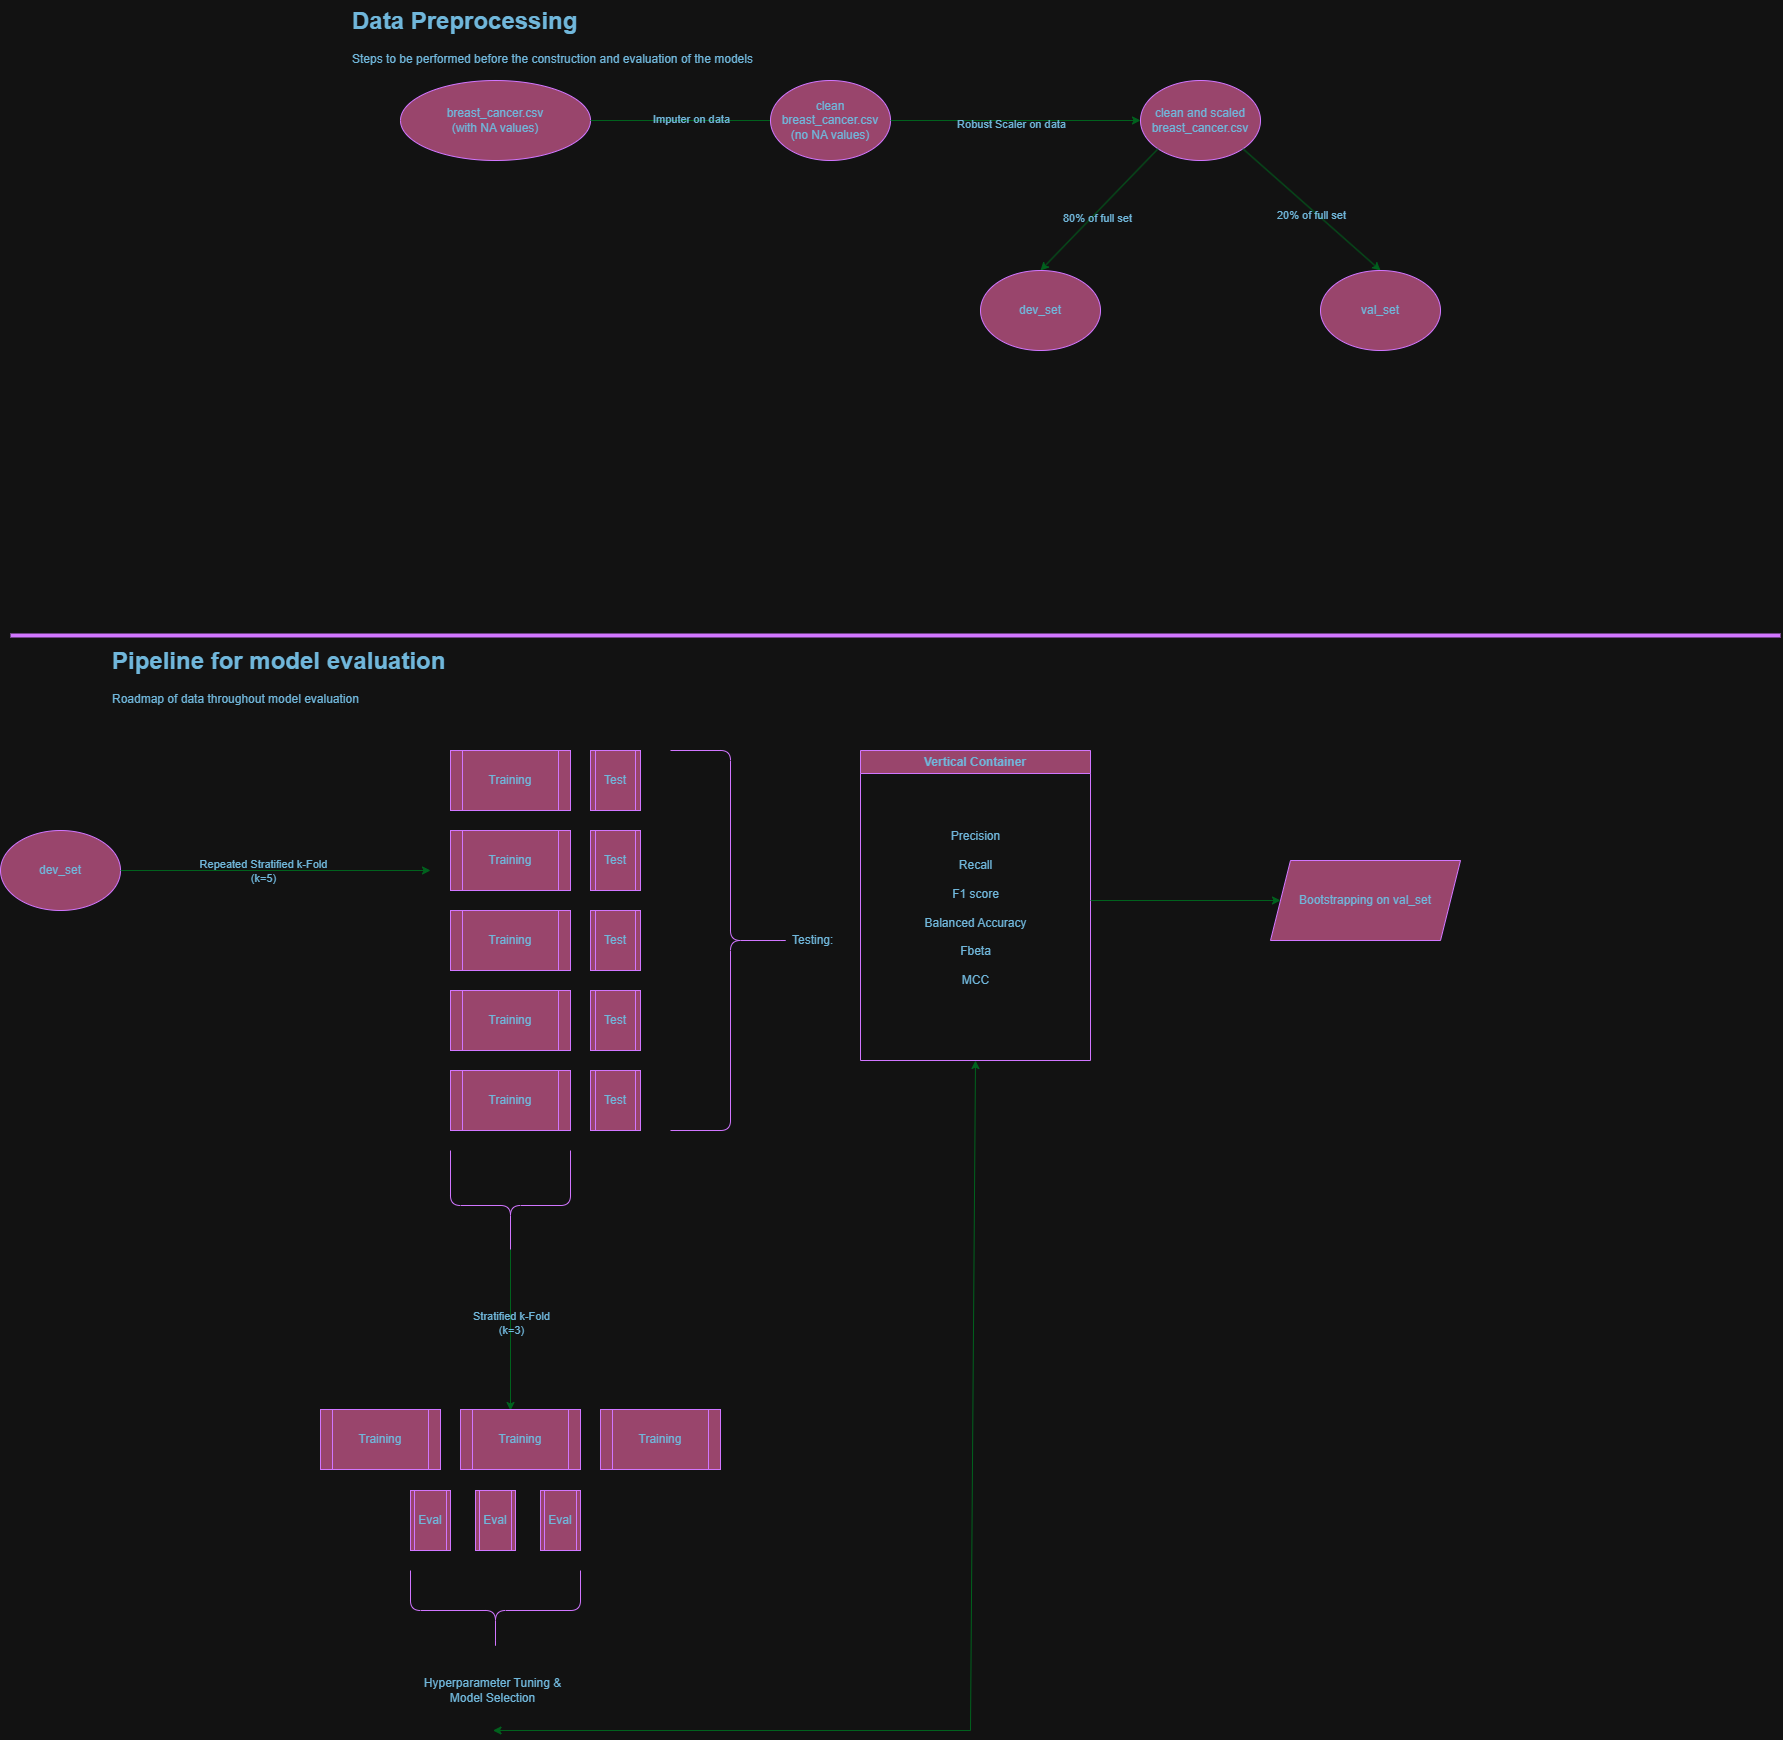 Data Preprocessing
Steps to be performed before the construction and evaluation of the models
breast_cancer.csv
(with NA values)
Imputer on data
clean
breast_cancer.csv
(no NA values)
Robust Scaler on data
clean and scaled
breast_cancer.csv
80% of full set
20% of full set
dev_set
val_set
Pipeline for model evaluation
Roadmap of data throughout model evaluation
dev_set
Repeated Stratified k-Fold
(k=5)
Training
Test
Training
Test
Training
Test
Training
Test
Training
Test
Testing:
Vertical Container
Precision
Recall
F1 score
Balanced Accuracy
Fbeta
MCC
Bootstrapping on val_set
Stratified k-Fold
(k=3)
Training
Training
Training
Eval
Eval
Eval
Hyperparameter Tuning &
Model Selection